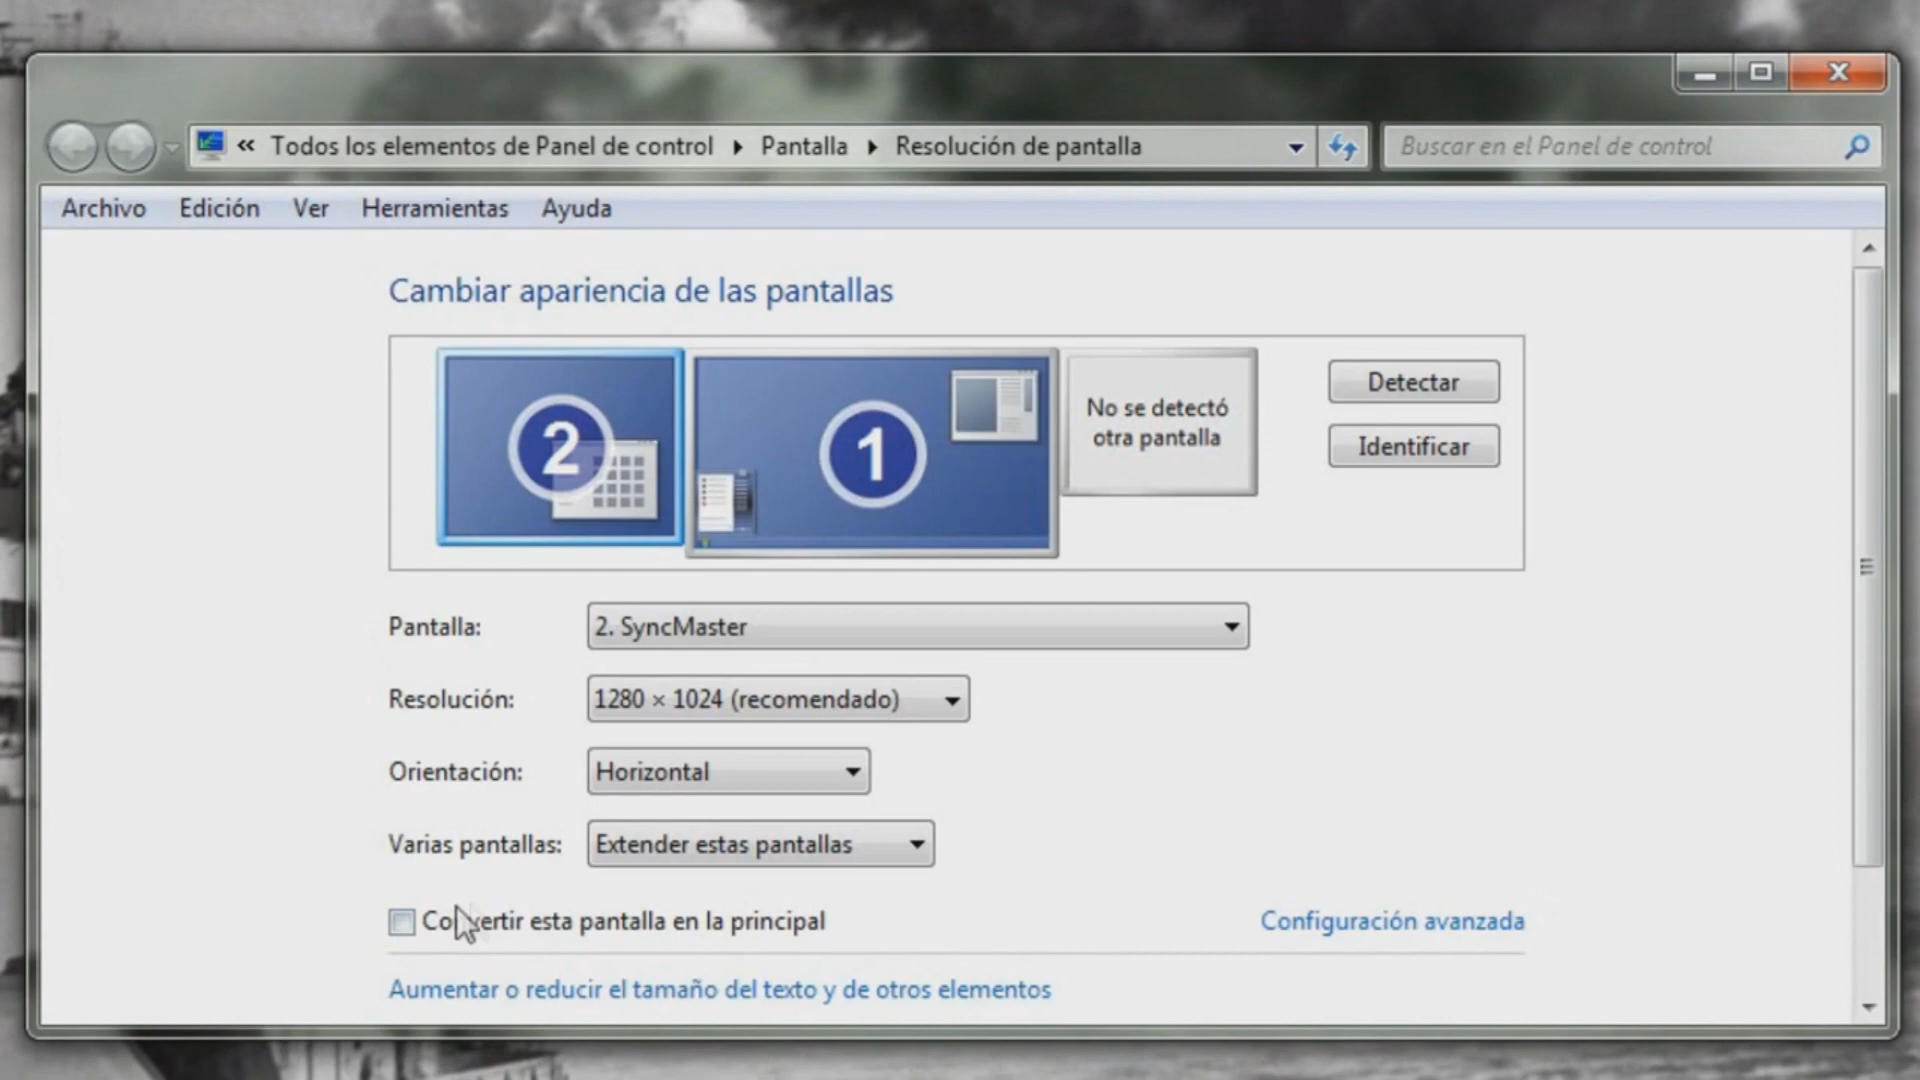 « Todos los elementos de Panel de control ▸ Pantalla ▸ Resolución de pantalla
Buscar en el Panel de control
Archivo Edición Ver Herramientas Ayuda
Cambiar apariencia de las pantallas
2
1
No se detectó
otra pantalla
Detectar
Identificar
Pantalla: 2. SyncMaster
Resolución: 1280 × 1024 (recomendado)
Orientación: Horizontal
Varias pantallas: Extender estas pantallas
Convertir esta pantalla en la principal
Configuración avanzada
Aumentar o reducir el tamaño del texto y de otros elementos